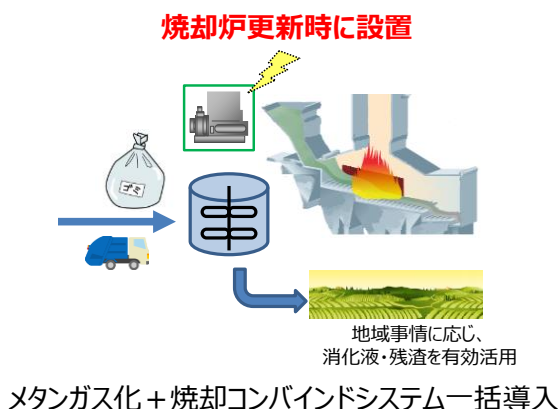 焼却炉更新時に設置
ゴミ
地域事情に応じ、
消化液・残渣を有効活用
メタンガス化＋焼却コンバインドシステム一括導入